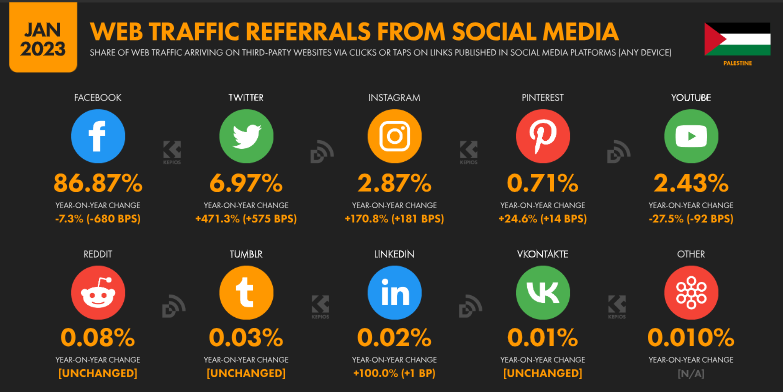 JAN
2023
WEB TRAFFIC REFERRALS FROM SOCIAL MEDIA
SHARE OF WEB TRAFFIC ARRIVING ON THIRD-PARTY WEBSITES VIA CLICKS OR TAPS ON LINKS PUBLISHED IN SOCIAL MEDIA PLATFORMS (ANY DEVICE)
PALESTINE
FACEBOOK
86.87%
YEAR-ON-YEAR CHANGE
-7.3% (-680 BPS)
TWITTER
6.97%
YEAR-ON-YEAR CHANGE
+471.3% (+575 BPS)
INSTAGRAM
2.87%
YEAR-ON-YEAR CHANGE
+170.8% (+181 BPS)
PINTEREST
0.71%
YEAR-ON-YEAR CHANGE
+24.6% (+14 BPS)
YOUTUBE
2.43%
YEAR-ON-YEAR CHANGE
-27.5% (-92 BPS)
KEPIOS
KEPIOS
REDDIT
0.08%
YEAR-ON-YEAR CHANGE
[UNCHANGED]
TUMBLR
t
0.03%
YEAR-ON-YEAR CHANGE
[UNCHANGED]
LINKEDIN
in
0.02%
YEAR-ON-YEAR CHANGE
+100.0% (+1 BP)
VKONTAKTE
0.01%
YEAR-ON-YEAR CHANGE
[UNCHANGED]
OTHER
0.010%
YEAR-ON-YEAR CHANGE
[N/A]
KEPIOS
KEPIOS